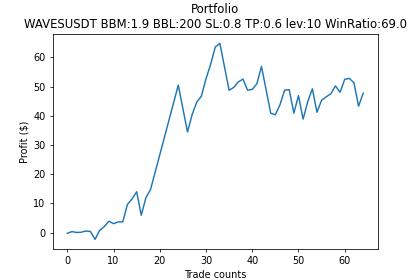 Portfolio
WAVESUSDT BBM:1.9 BBL:200 SL:0.8 TP:0.6 lev:10 WinRatio:69.0
Profit ($)
60
50
40
30
20
10
0
0 10 20 30 40 50 60
Trade counts